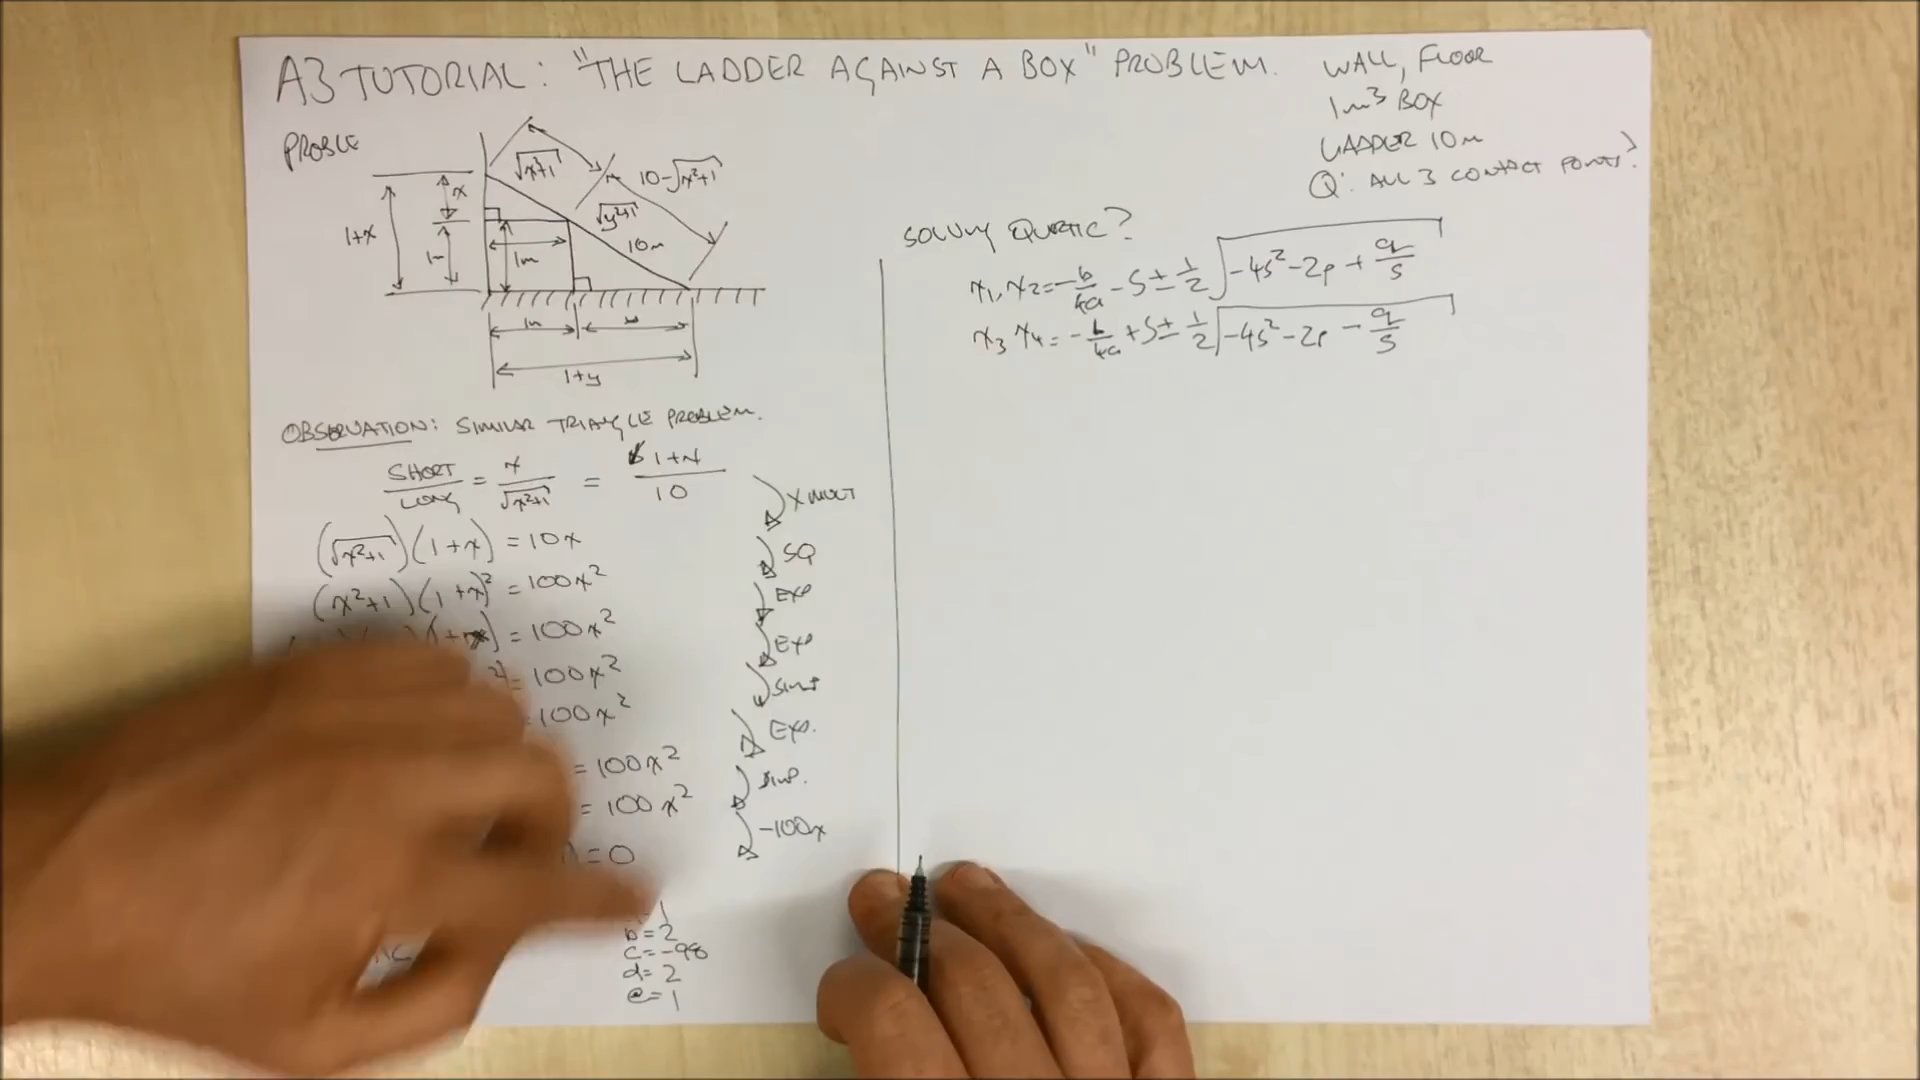 A3 TUTORIAL: "THE LADDER AGAINST A BOX" PROBLEM.
WALL, FLOOR
1m³ BOX
LADDER 10m
Q: ALL 3 CONTACT POINTS?
PROBLE
√x²+1
10-√x²+1
x
1+x
√y²+1
10m
1m
1m
1+y
OBSERVATION: SIMILAR TRIANGLE PROBLEM.
SHORT/LONG = x/√x²+1 = 1+x/10
X MULT
(√x²+1)(1+x) = 10x
SQ
(x²+1)(1+x)² = 100x²
EXP
(1+x) = 100x²
EXP
= 100x²
SIMP
= 100x²
EXP.
= 100x²
SIMP.
= 100x²
-100x
= 0
b=2
c=-98
d=2
e=1
SOLVING QUARTIC?
x₁, x₂ = -b/4a - S ± 1/2 √-4S²-2p + q/S
x₃ x₄ = -b/4a + S ± 1/2 √-4S²-2p - q/S